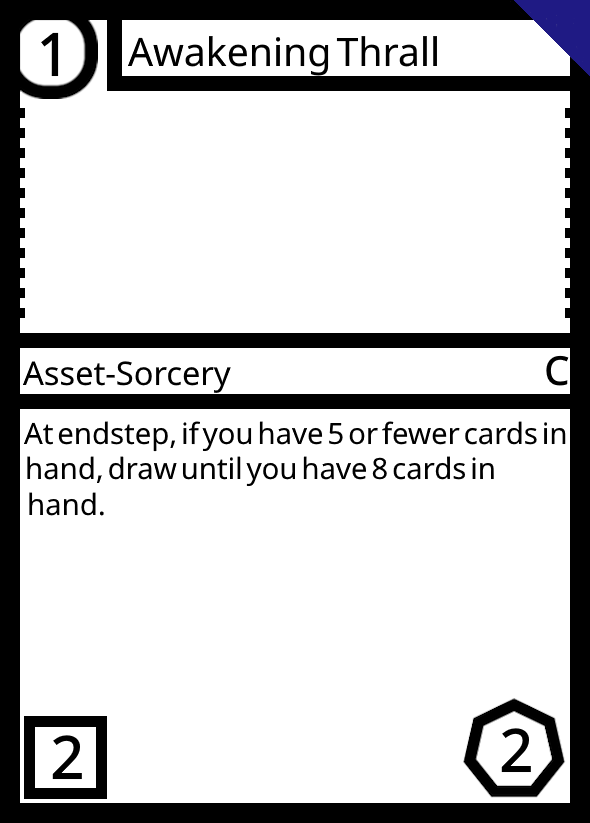 1
Awakening Thrall
Asset-Sorcery
C
At endstep, if you have 5 or fewer cards in
hand, draw until you have 8 cards in
hand.
2
2